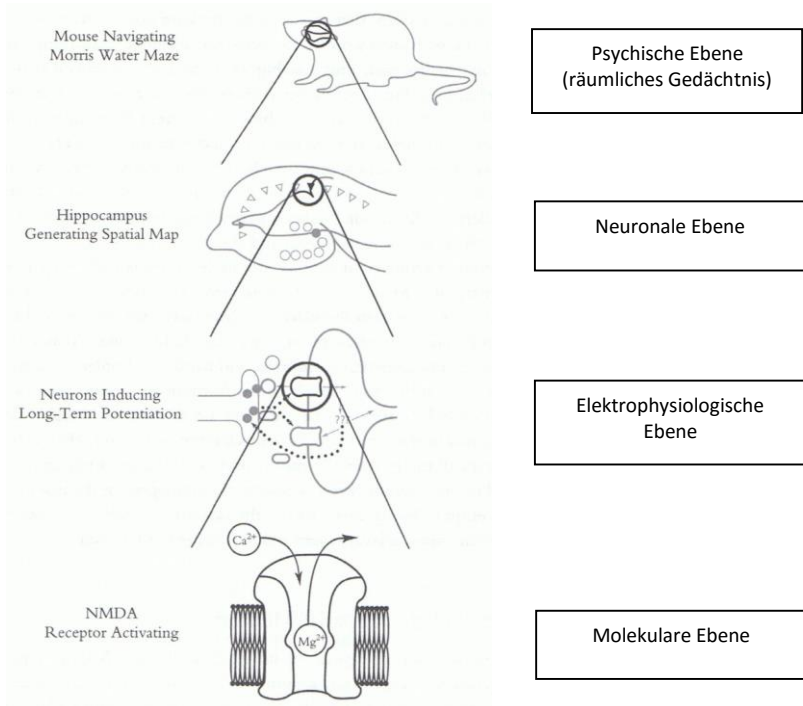 Mouse Navigating
Morris Water Maze
Psychische Ebene
(räumliches Gedächtnis)
Hippocampus
Generating Spatial Map
Neuronale Ebene
Neurons Inducing
Long-Term Potentiation
???
Elektrophysiologische
Ebene
Ca²⁺
NMDA
Receptor Activating
Mg²⁺
Molekulare Ebene